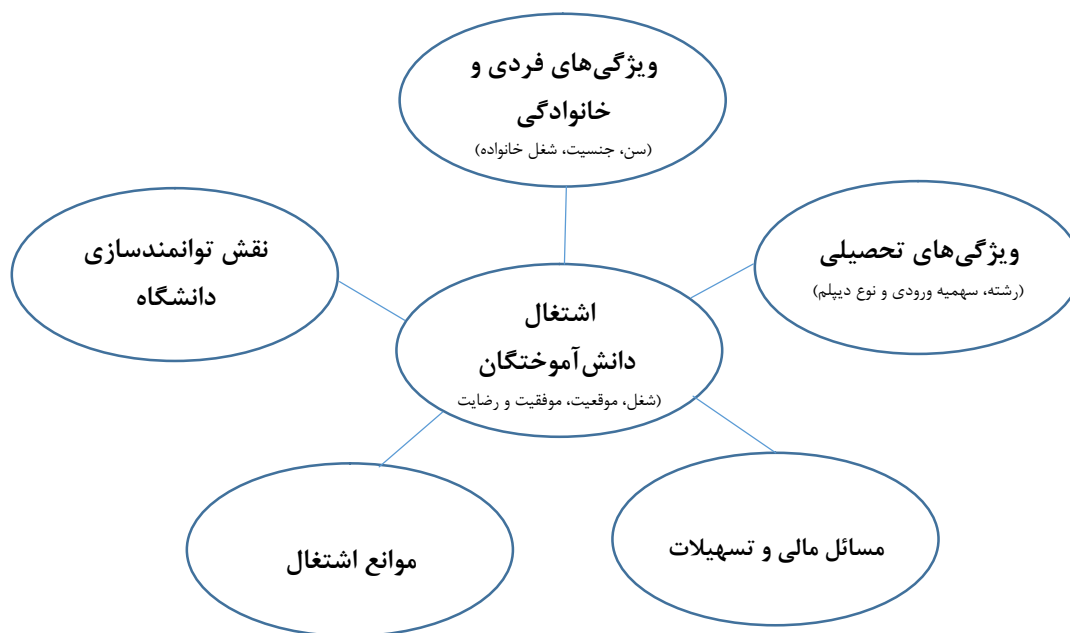 ویژگی‌های فردی و
خانوادگی
(سن، جنسیت، شغل خانواده)
ویژگی‌های تحصیلی
(رشته، سهمیه ورودی و نوع دیپلم)
نقش توانمندسازی
دانشگاه
اشتغال
دانش‌آموختگان
(شغل، موقعیت، موفقیت و رضایت
مسائل مالی و تسهیلات
موانع اشتغال